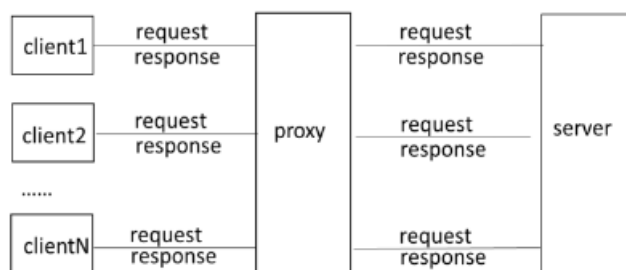 client1
request
response
request
response
client2
request
response
proxy
request
response
server
......
clientN
request
response
request
response